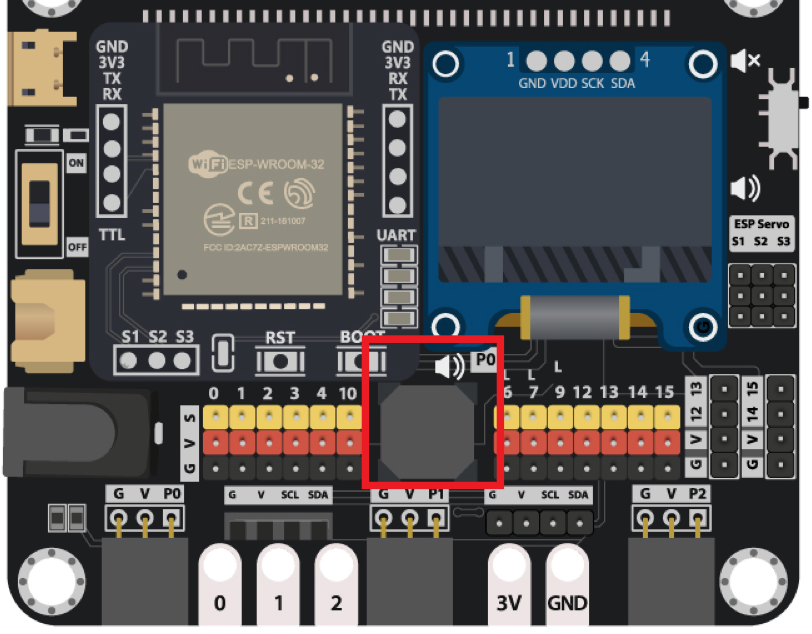 GND
3V3
TX
RX
TTL
ON
OFF
WiFi ESP-WROOM-32
CE
R 211-161007
FCC ID:2AC7Z-ESPWROOM32
GND
3V3
RX
TX
UART
1 4
GND VDD SCK SDA
ESP Servo
S1 S2 S3
S1 S2 S3
RST
BOOT
P0
L L L
0 1 2 3 4 10
6 7 9 12 13 14 15
S
V
G
12 13
V
G
14 15
V
G
G V P0
G V SCL SDA
G V P1
G V SCL SDA
G V P2
0 1 2 3V GND